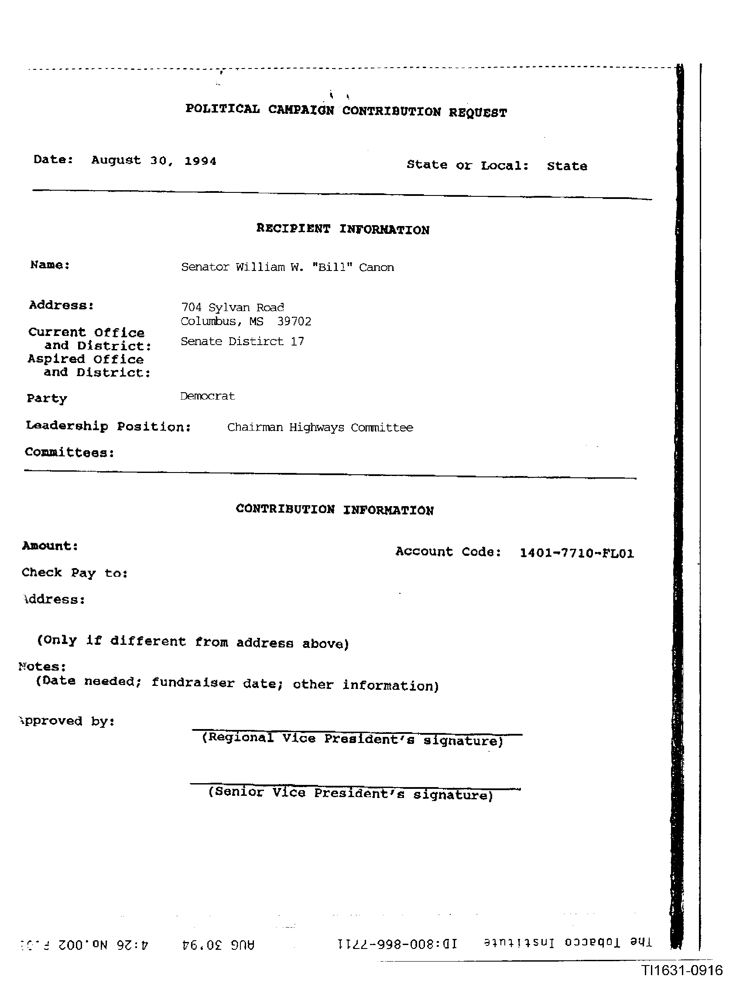 POLITICAL CAMPAIGN CONTRIBUTION REQUEST
Date: August 30, 1994 State or Local: State
RECIPIENT INFORMATION
Name: Senator William W. "Bill" Canon
Address: 704 Sylvan Road
Columbus, MS 39702
Current Office
and District: Senate Distirct 17
Aspired Office
and District:
Party Democrat
Leadership Position: Chairman Highways Committee
Committees:
CONTRIBUTION INFORMATION
Amount: Account Code: 1401-7710-FL01
Check Pay to:
Address:
(Only if different from address above)
Notes:
(Date needed; fundraiser date; other information)
Approved by:
(Regional Vice President's signature)
(Senior Vice President's signature)
The Tobacco Institute ID:800-866-7711 AUG 30'94 4:26 No.002
TI1631-0916